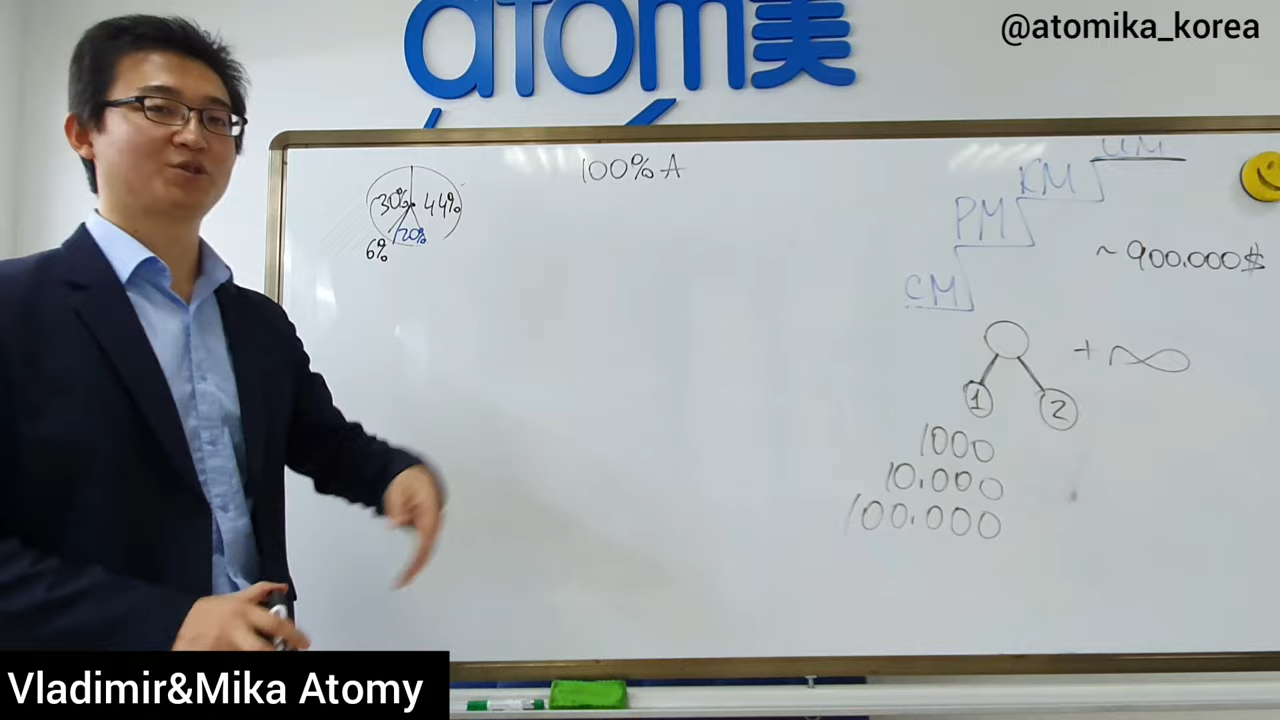 @atomika_korea
atom美
100% A
30% 44%
20%
6%
KM
PM
CM
~ 900.000$
+ ∞
1 2
1000
10.000
100.000
Vladimir&Mika Atomy